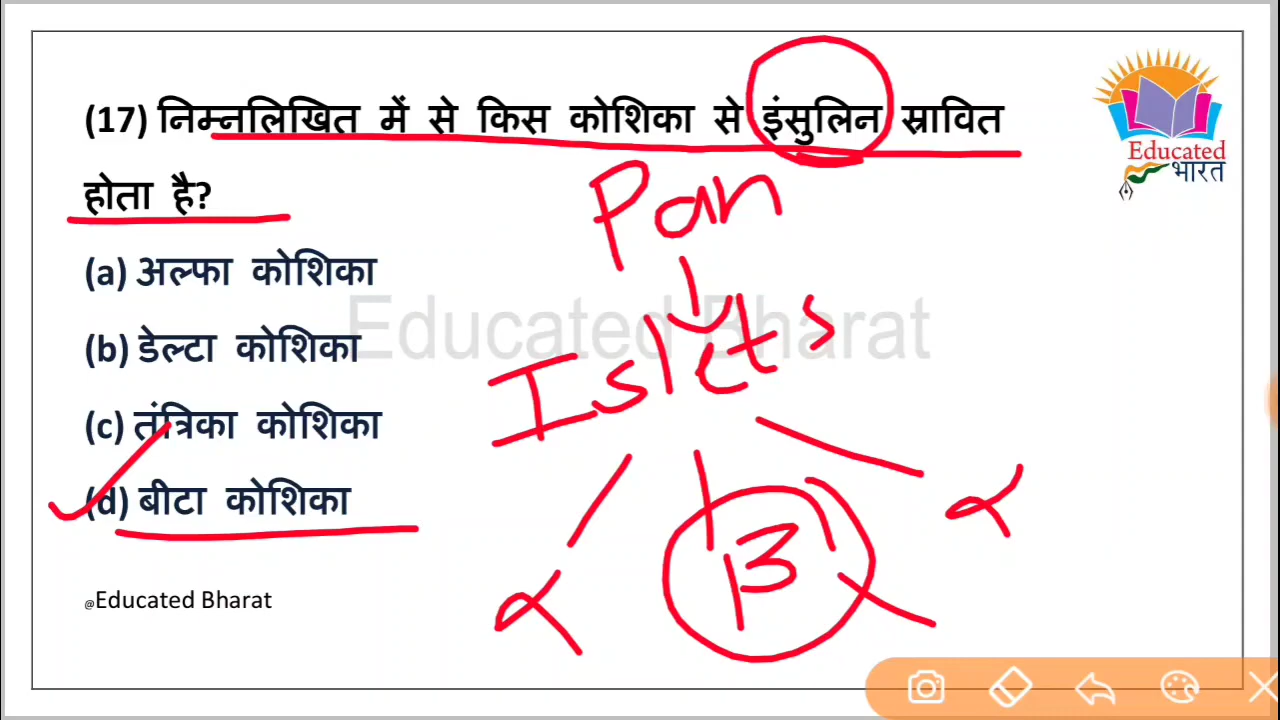 (17) निम्नलिखित में से किस कोशिका से इंसुलिन स्रावित
होता है?
(a) अल्फा कोशिका
(b) डेल्टा कोशिका
(c) तंत्रिका कोशिका
(d) बीटा कोशिका
@Educated Bharat
Educated
भारत
Educated Bharat
Pan
Islets
α
β
α